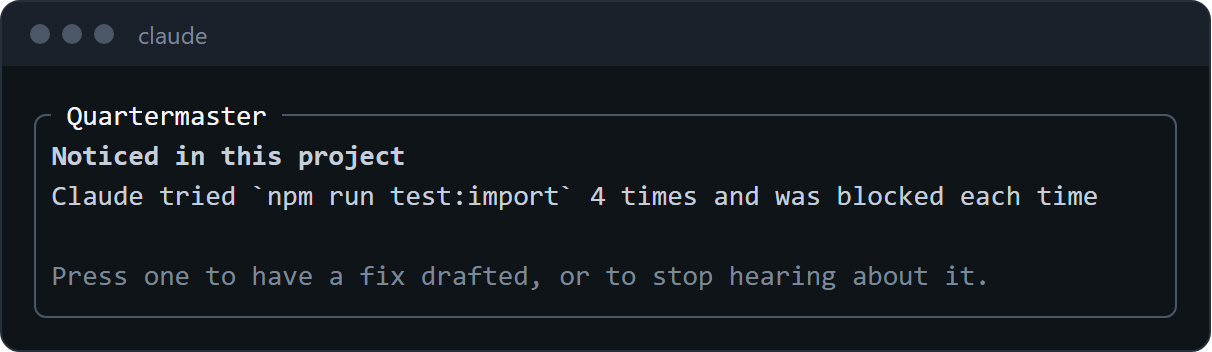 claude
Quartermaster
Noticed in this project
Claude tried `npm run test:import` 4 times and was blocked each time
Press one to have a fix drafted, or to stop hearing about it.